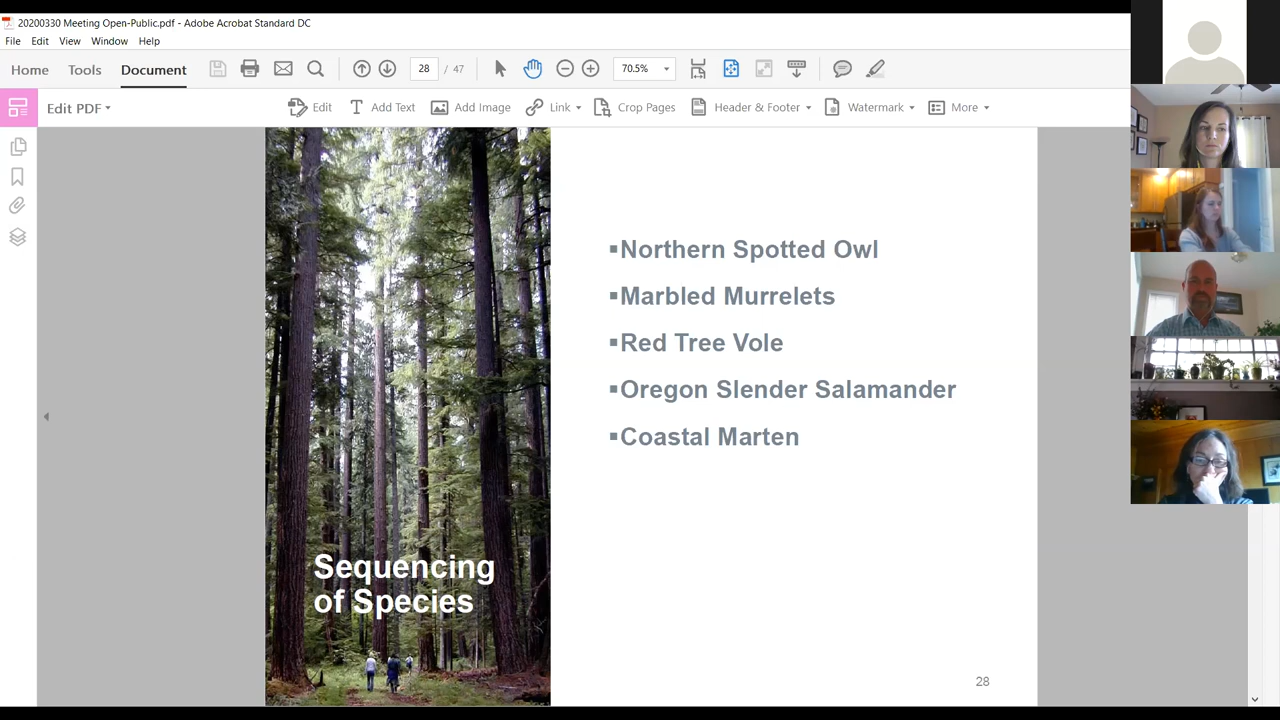 20200330 Meeting Open-Public.pdf - Adobe Acrobat Standard DC
File Edit View Window Help
Home Tools Document 28 / 47 70.5%
Edit PDF Edit Add Text Add Image Link Crop Pages Header & Footer Watermark More
▪Northern Spotted Owl
▪Marbled Murrelets
▪Red Tree Vole
▪Oregon Slender Salamander
▪Coastal Marten
Sequencing
of Species
28